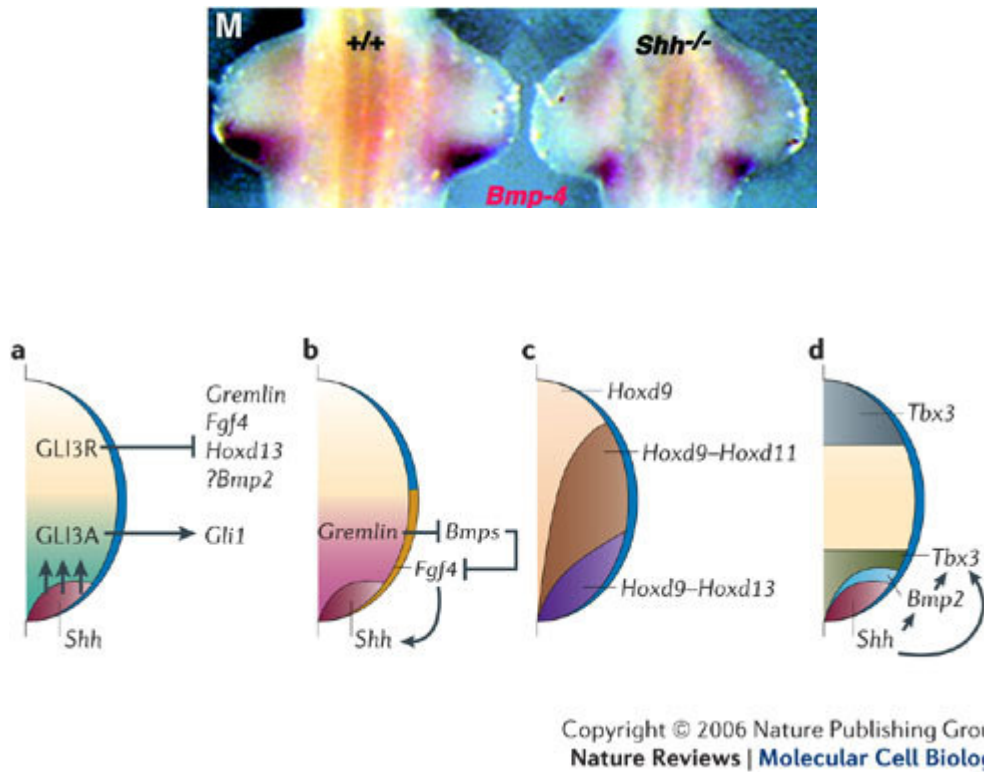 M
+/+
Shh-/-
Bmp-4
a
b
c
d
Gremlin
Fgf4
Hoxd13
?Bmp2
GLI3R
GLI3A
Gli1
Shh
Gremlin
Bmps
Fgf4
Shh
Hoxd9
Hoxd9–Hoxd11
Hoxd9–Hoxd13
Tbx3
Tbx3
Bmp2
Shh
Copyright © 2006 Nature Publishing Grou
Nature Reviews | Molecular Cell Biolog